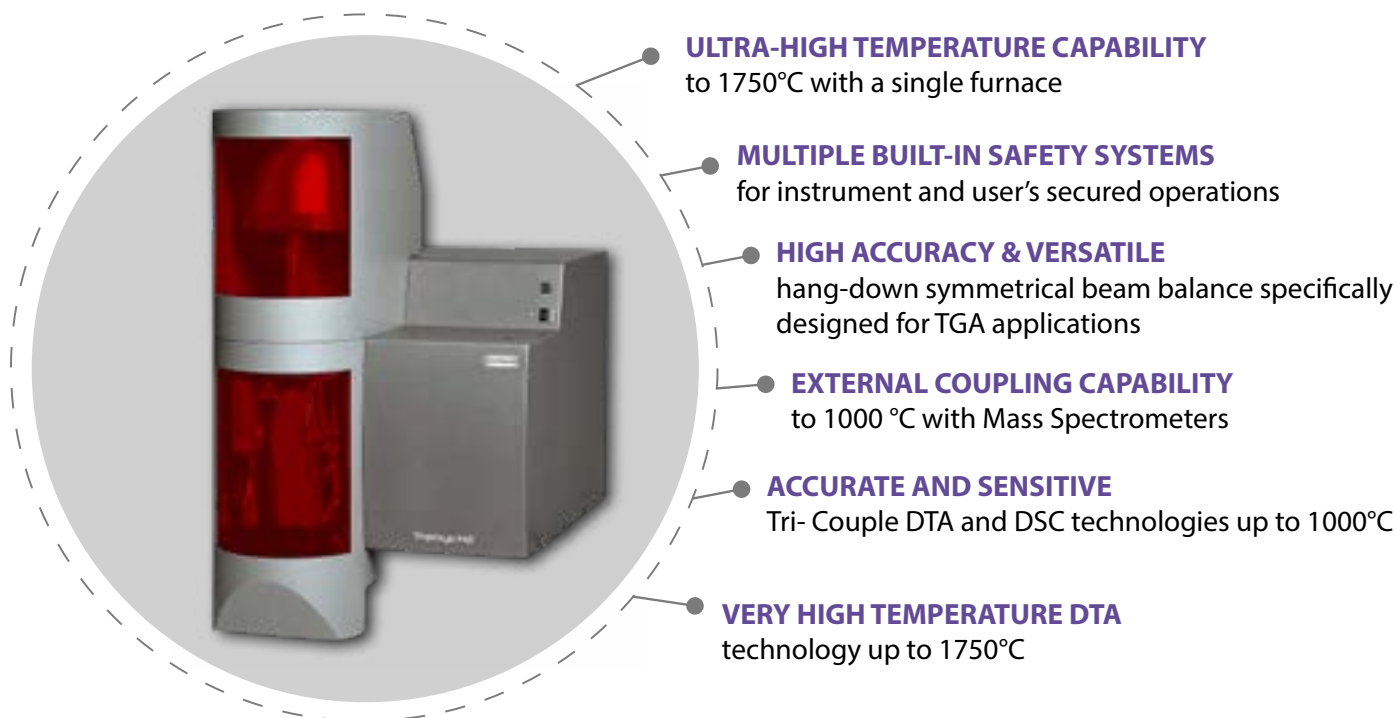 ULTRA-HIGH TEMPERATURE CAPABILITY
to 1750°C with a single furnace
MULTIPLE BUILT-IN SAFETY SYSTEMS
for instrument and user’s secured operations
HIGH ACCURACY & VERSATILE
hang-down symmetrical beam balance specifically
designed for TGA applications
EXTERNAL COUPLING CAPABILITY
to 1000 °C with Mass Spectrometers
ACCURATE AND SENSITIVE
Tri- Couple DTA and DSC technologies up to 1000°C
VERY HIGH TEMPERATURE DTA
technology up to 1750°C